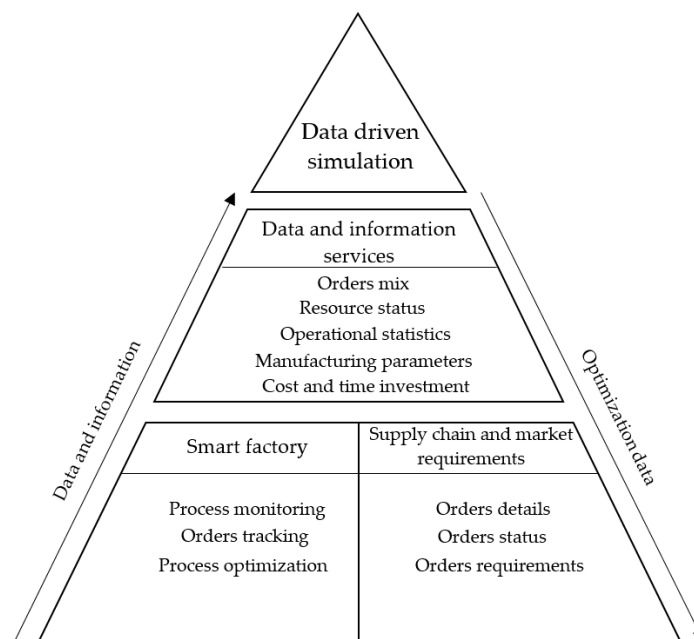 Data driven
simulation
Data and information
services
Orders mix
Resource status
Operational statistics
Manufacturing parameters
Cost and time investment
Data and information
Optimization data
Smart factory
Supply chain and market
requirements
Process monitoring
Orders tracking
Process optimization
Orders details
Orders status
Orders requirements